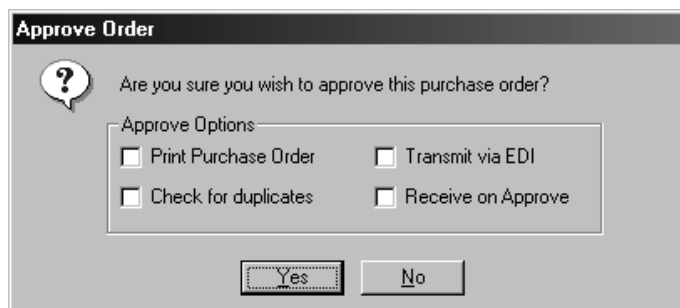 Approve Order
?
Are you sure you wish to approve this purchase order?
Approve Options
Print Purchase Order Transmit via EDI
Check for duplicates Receive on Approve
Yes No